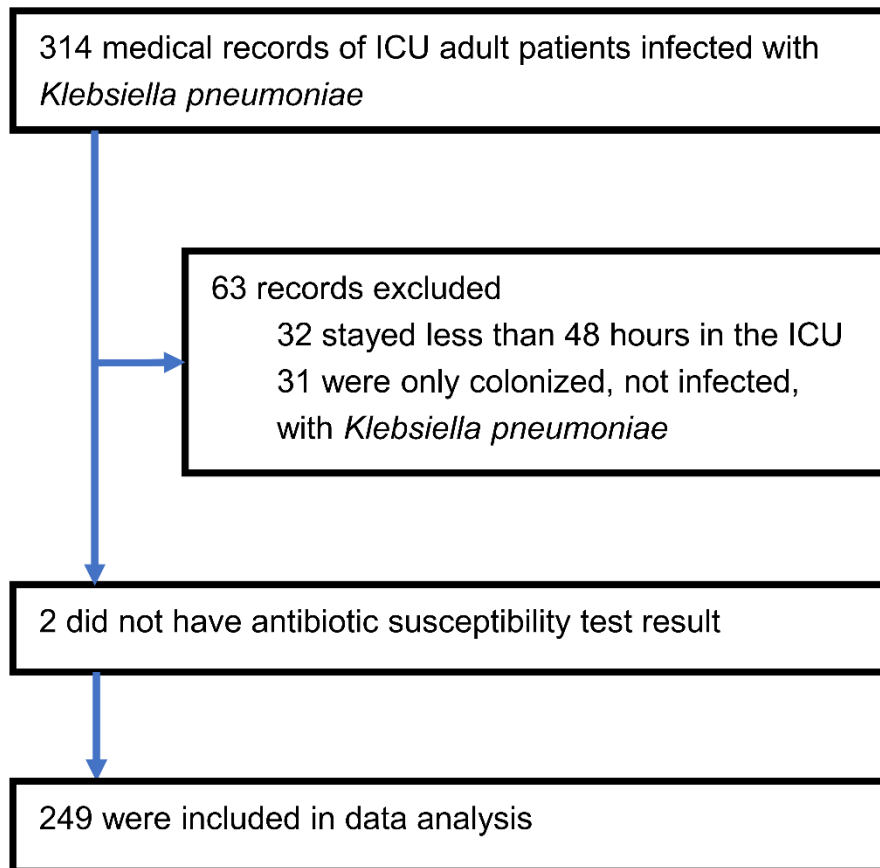 314 medical records of ICU adult patients infected with
Klebsiella pneumoniae
63 records excluded
32 stayed less than 48 hours in the ICU
31 were only colonized, not infected,
with Klebsiella pneumoniae
2 did not have antibiotic susceptibility test result
249 were included in data analysis